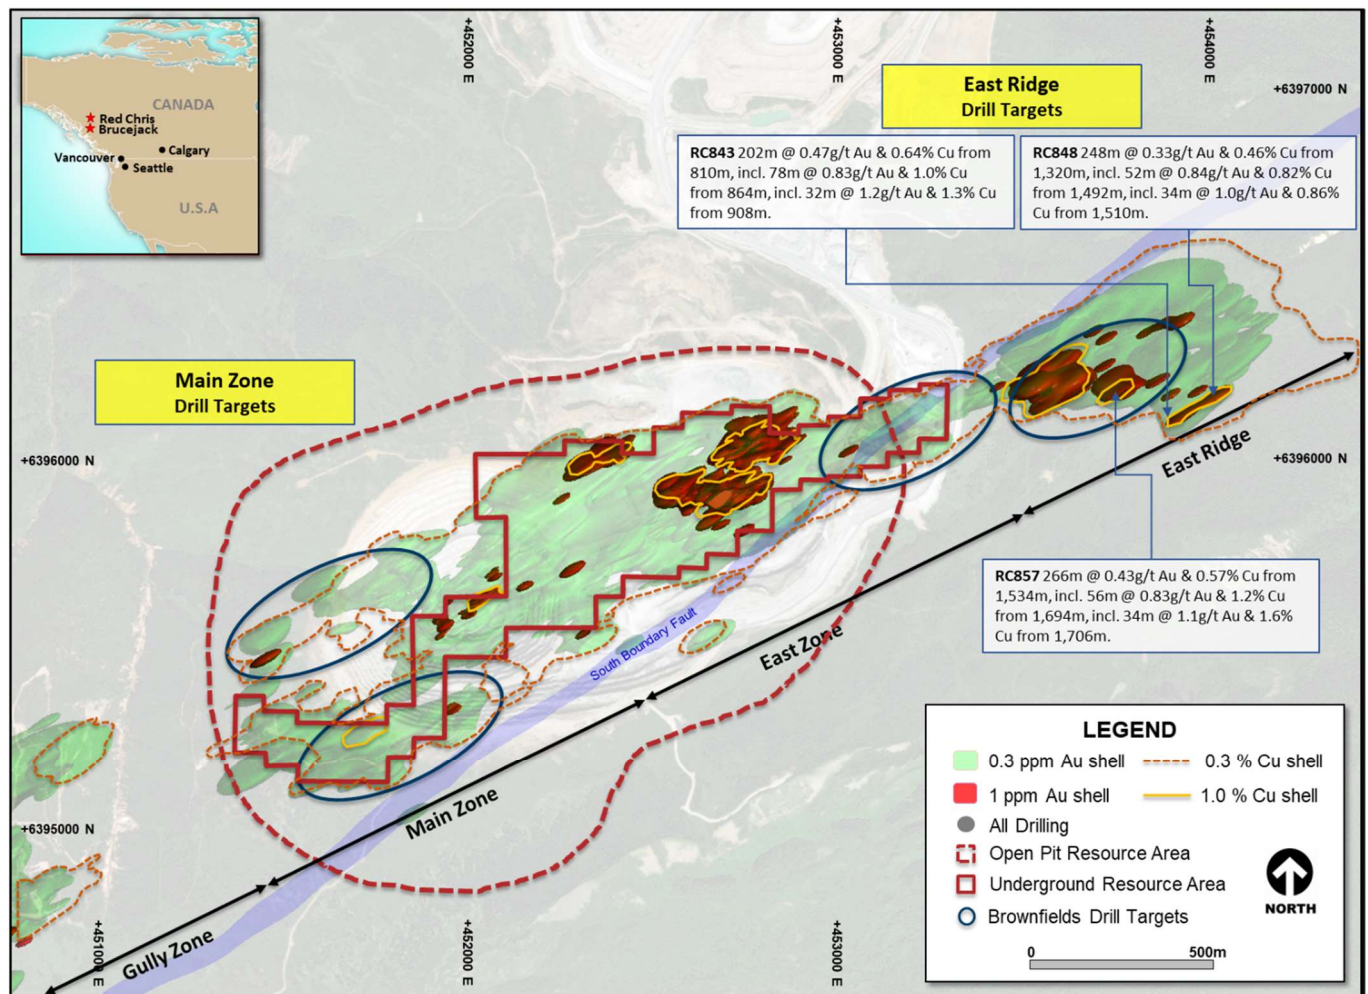 +452000 E
+453000 E
+454000 E
CANADA
Red Chris
Brucejack
Vancouver
Calgary
Seattle
U.S.A
East Ridge
Drill Targets
+6397000 N
RC843 202m @ 0.47g/t Au & 0.64% Cu from
810m, incl. 78m @ 0.83g/t Au & 1.0% Cu
from 864m, incl. 32m @ 1.2g/t Au & 1.3% Cu
from 908m.
RC848 248m @ 0.33g/t Au & 0.46% Cu from
1,320m, incl. 52m @ 0.84g/t Au & 0.82% Cu
from 1,492m, incl. 34m @ 1.0g/t Au & 0.86%
Cu from 1,510m.
Main Zone
Drill Targets
+6396000 N
+6396000 N
East Ridge
RC857 266m @ 0.43g/t Au & 0.57% Cu from
1,534m, incl. 56m @ 0.83g/t Au & 1.2% Cu
from 1,694m, incl. 34m @ 1.1g/t Au & 1.6%
Cu from 1,706m.
South Boundary Fault
East Zone
Main Zone
Gully Zone
+6395000 N
+451000 E
+452000 E
+453000 E
LEGEND
0.3 ppm Au shell
0.3 % Cu shell
1 ppm Au shell
1.0 % Cu shell
All Drilling
Open Pit Resource Area
Underground Resource Area
Brownfields Drill Targets
NORTH
0
500m